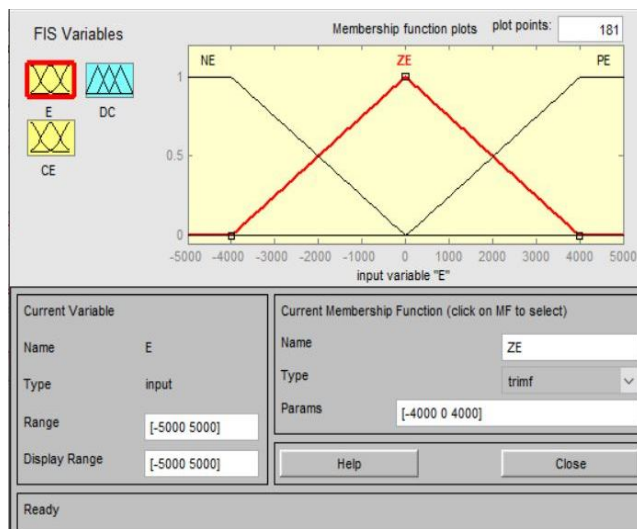 FIS Variables
Membership function plots
plot points:
181
E
DC
CE
NE
ZE
PE
1
0.5
0
-5000 -4000 -3000 -2000 -1000 0 1000 2000 3000 4000 5000
input variable "E"
Current Variable
Name E
Type input
Range [-5000 5000]
Display Range [-5000 5000]
Current Membership Function (click on MF to select)
Name ZE
Type trimf
Params [-4000 0 4000]
Help Close
Ready